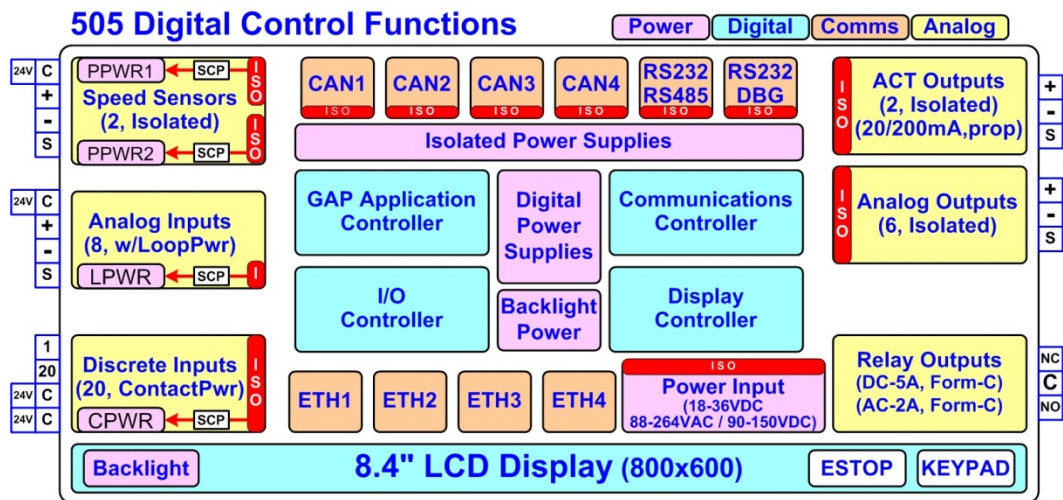 505 Digital Control Functions
Power
Digital
Comms
Analog
24V C
+
-
S
PPWR1
SCP
ISO
Speed Sensors
(2, Isolated)
PPWR2
SCP
ISO
CAN1
ISO
CAN2
ISO
CAN3
ISO
CAN4
ISO
RS232
RS485
ISO
RS232
DBG
ISO
Isolated Power Supplies
ISO
ACT Outputs
(2, Isolated)
(20/200mA,prop)
+
-
S
24V C
+
-
S
Analog Inputs
(8, w/LoopPwr)
LPWR
SCP
I
GAP Application
Controller
Digital
Power
Supplies
Communications
Controller
ISO
Analog Outputs
(6, Isolated)
+
-
S
I/O
Controller
Backlight
Power
Display
Controller
1
20
24V C
24V C
Discrete Inputs
(20, ContactPwr)
CPWR
SCP
ISO
ETH1
ETH2
ETH3
ETH4
ISO
Power Input
(18-36VDC
88-264VAC / 90-150VDC)
Relay Outputs
(DC-5A, Form-C)
(AC-2A, Form-C)
NC
C
NO
Backlight
8.4" LCD Display (800x600)
ESTOP
KEYPAD